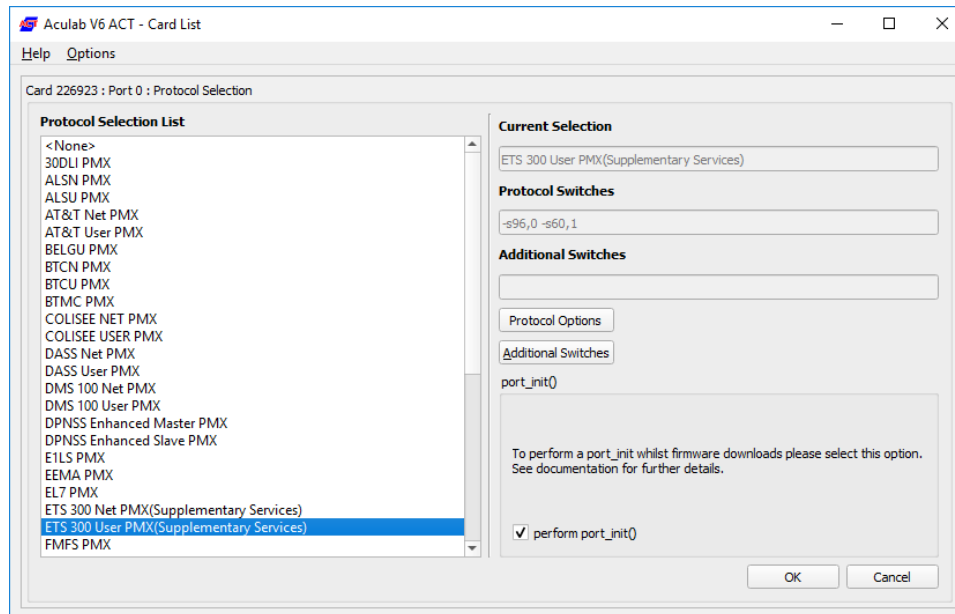 Aculab V6 ACT - Card List
Help Options
Card 226923 : Port 0 : Protocol Selection
Protocol Selection List
<None>
30DLI PMX
ALSN PMX
ALSU PMX
AT&T Net PMX
AT&T User PMX
BELGU PMX
BTCN PMX
BTCU PMX
BTMC PMX
COLISEE NET PMX
COLISEE USER PMX
DASS Net PMX
DASS User PMX
DMS 100 Net PMX
DMS 100 User PMX
DPNSS Enhanced Master PMX
DPNSS Enhanced Slave PMX
E1LS PMX
EEMA PMX
EL7 PMX
ETS 300 Net PMX(Supplementary Services)
ETS 300 User PMX(Supplementary Services)
FMFS PMX
Current Selection
ETS 300 User PMX(Supplementary Services)
Protocol Switches
-s96,0 -s60,1
Additional Switches
Protocol Options
Additional Switches
port_init()
To perform a port_init whilst firmware downloads please select this option.
See documentation for further details.
perform port_init()
OK Cancel